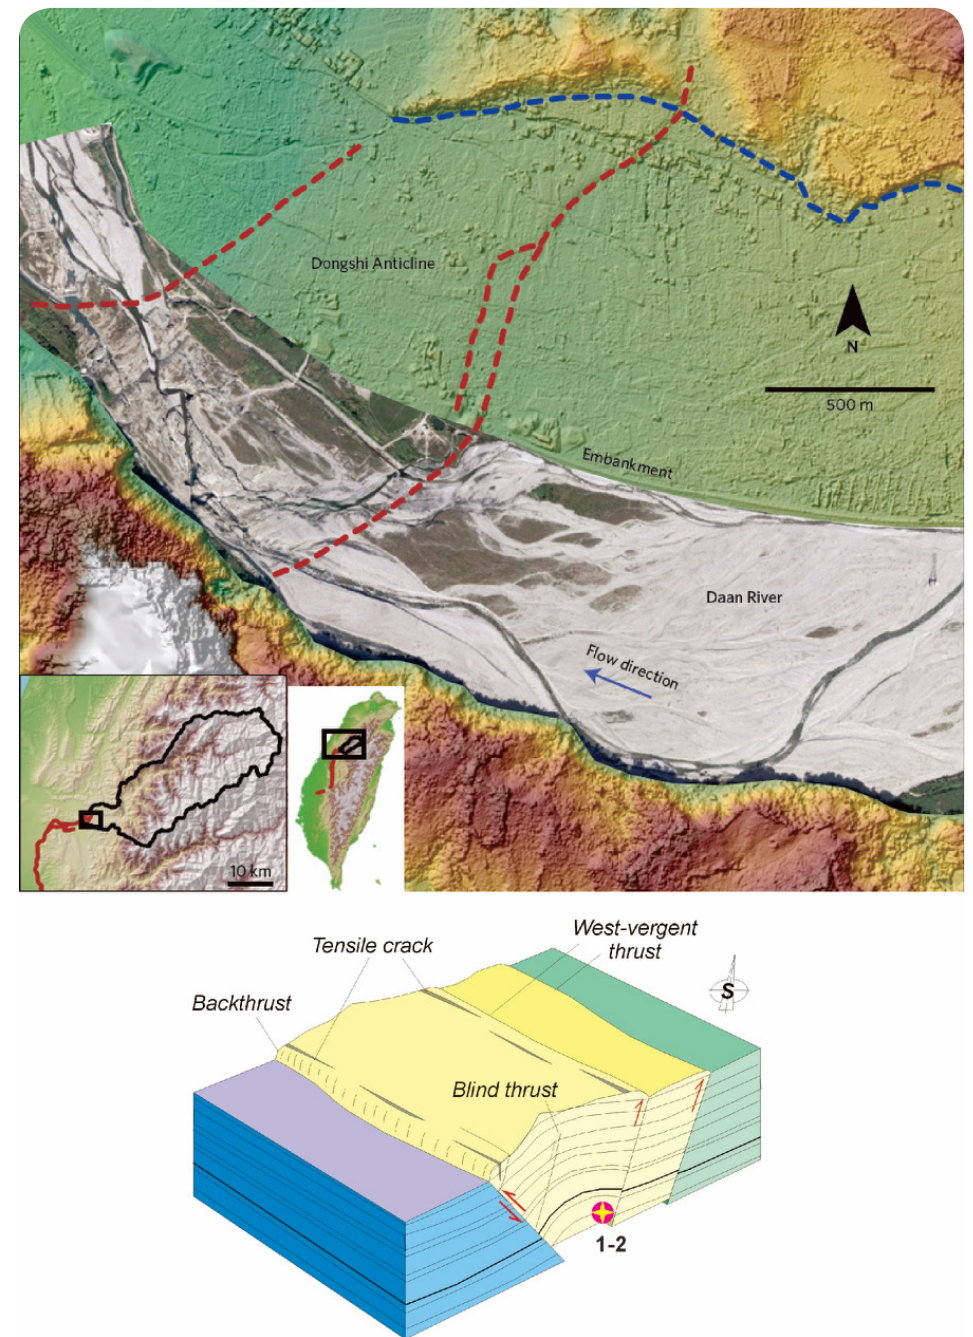 Dongshi Anticline
N
500 m
Embankment
Daan River
Flow direction
10 km
West-vergent
thrust
Tensile crack
Backthrust
S
Blind thrust
1-2